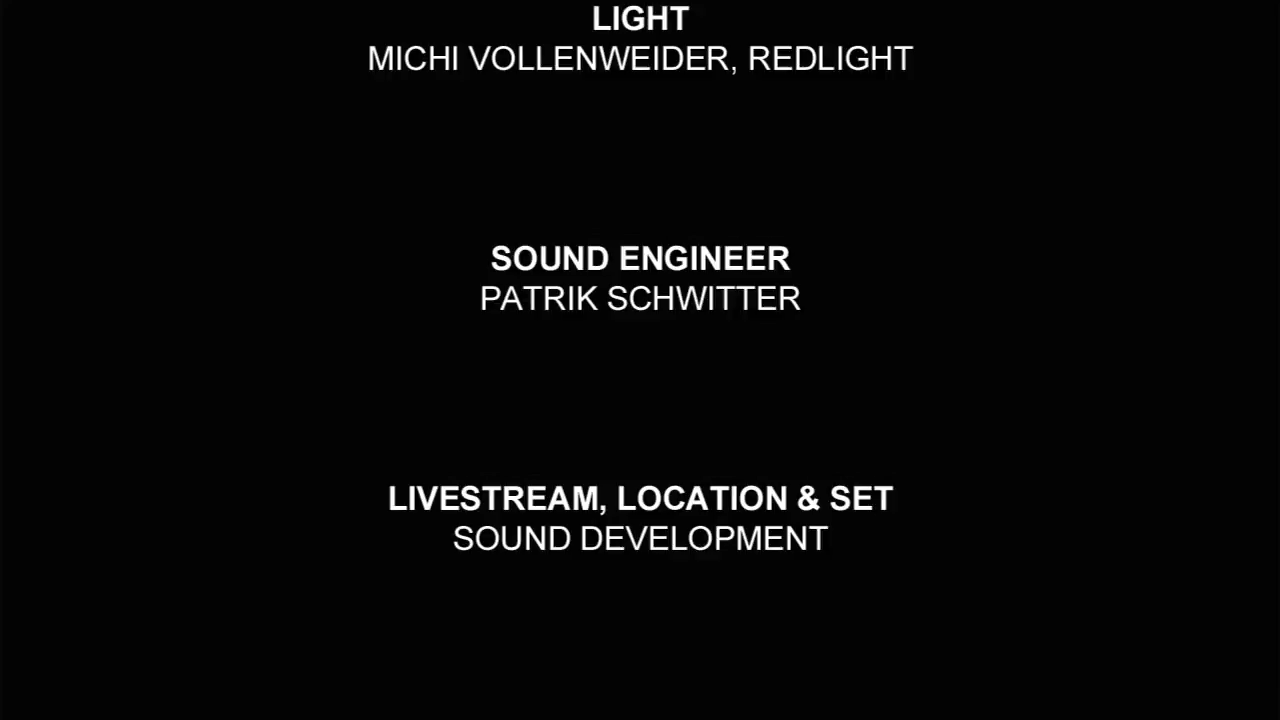 LIGHT
MICHI VOLLENWEIDER, REDLIGHT
SOUND ENGINEER
PATRIK SCHWITTER
LIVESTREAM, LOCATION & SET
SOUND DEVELOPMENT